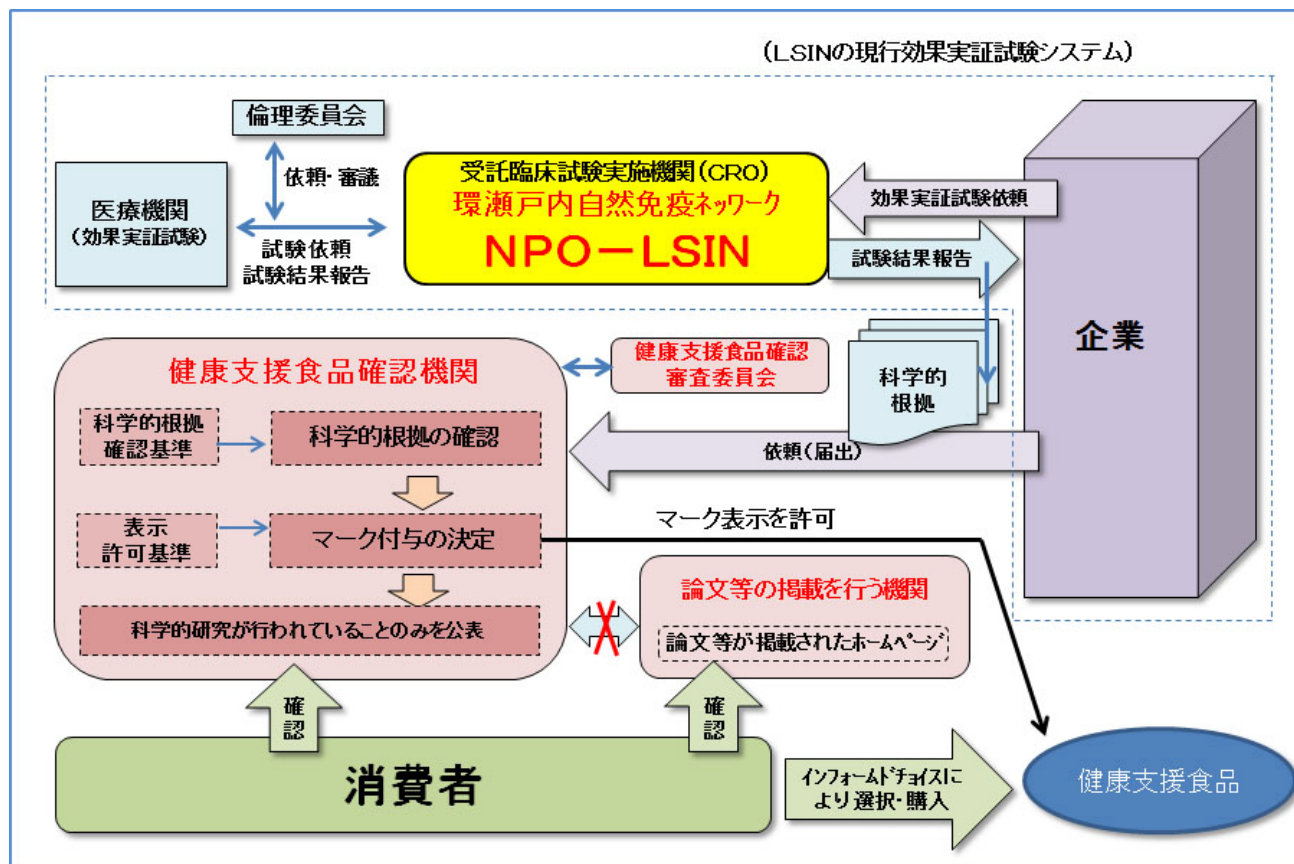 (LSINの現行効果実証試験システム)
倫理委員会
依頼・審議
医療機関
(効果実証試験)
試験依頼
試験結果報告
受託臨床試験実施機関(CRO)
環瀬戸内自然免疫ネッワーク
NPO－LSIN
効果実証試験依頼
試験結果報告
企業
健康支援食品確認機関
健康支援食品確認
審査委員会
科学的
根拠
科学的根拠
確認基準
科学的根拠の確認
依頼(届出)
表示
許可基準
マーク付与の決定
マーク表示を許可
科学的研究が行われていることのみを公表
論文等の掲載を行う機関
論文等が掲載されたホームページ
確
認
確
認
消費者
インフォームドチョイスに
より選択・購入
健康支援食品